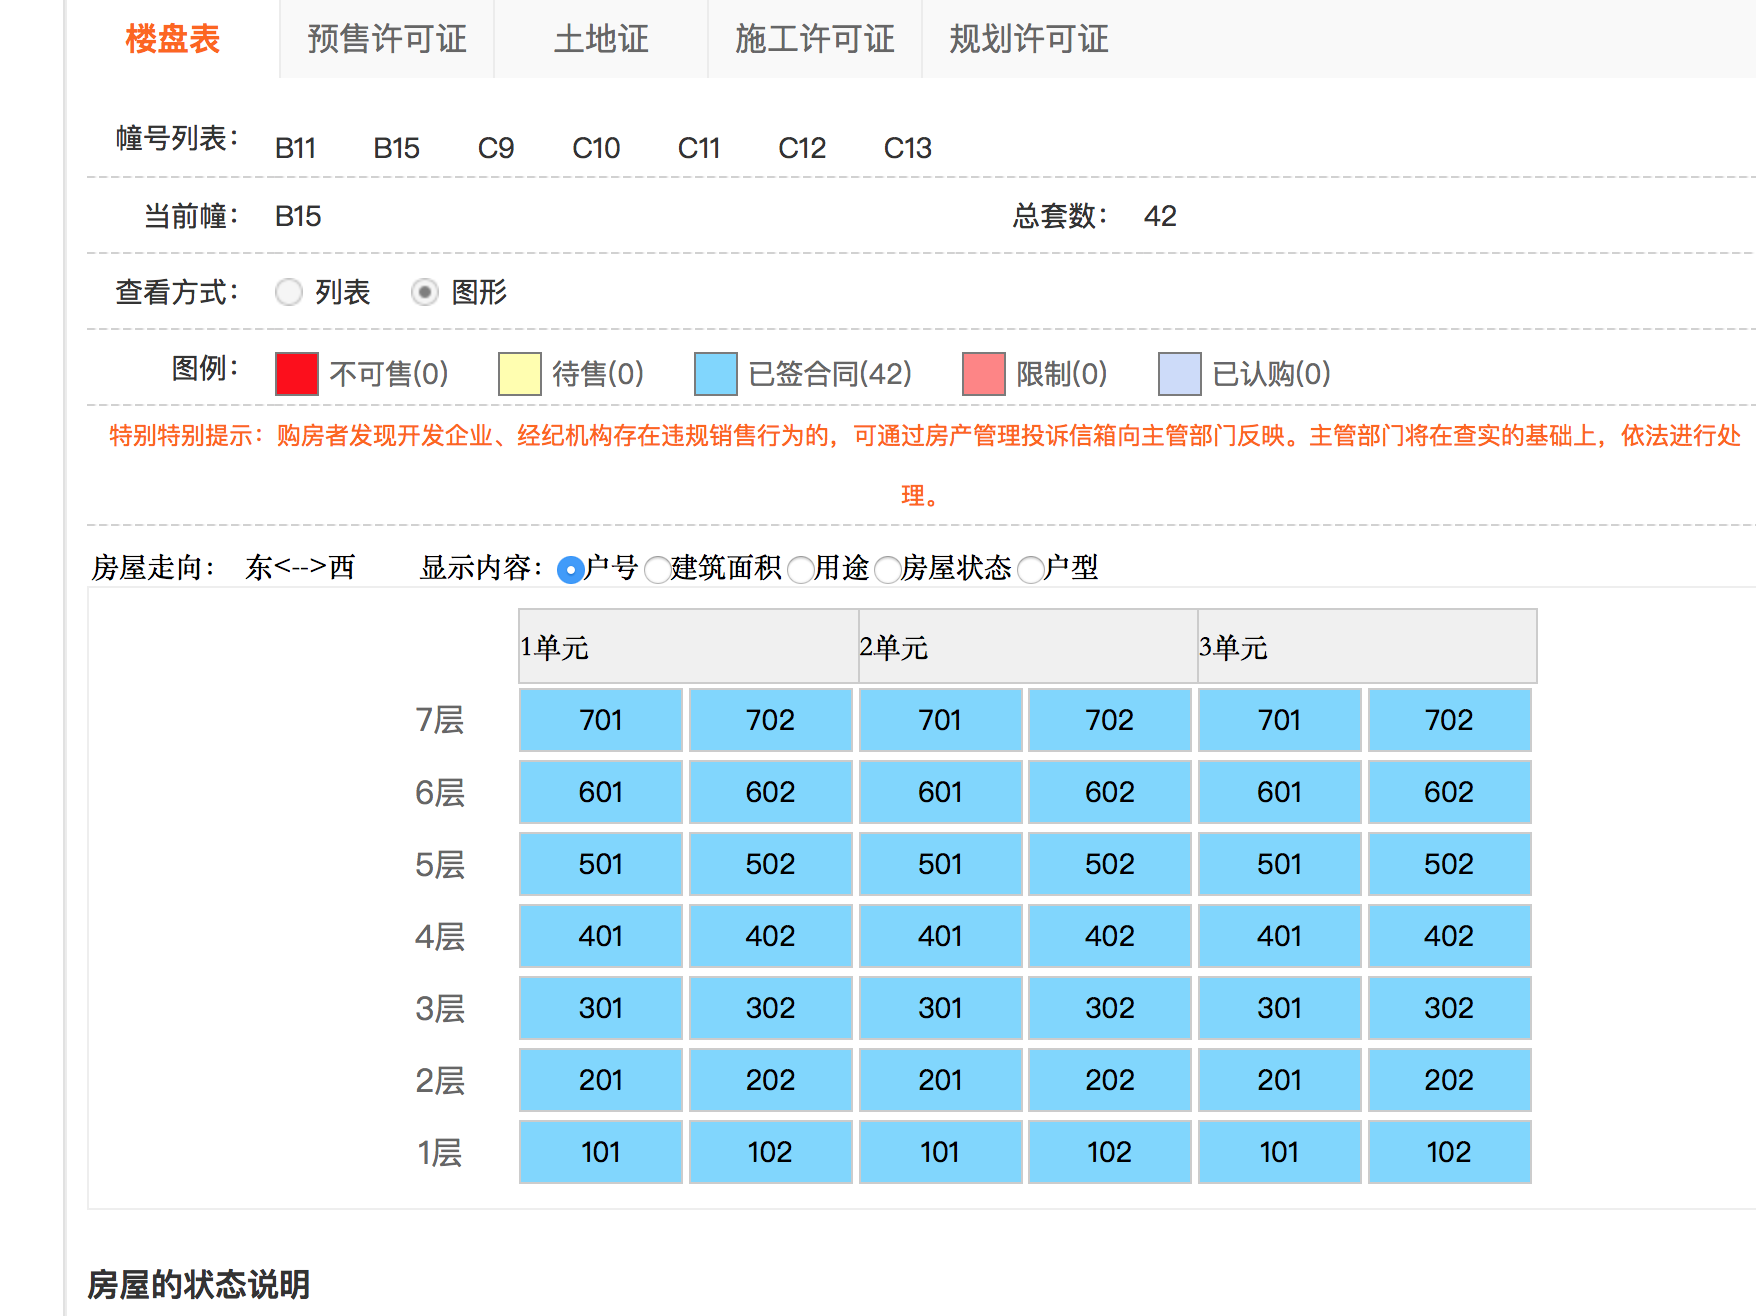 楼盘表 预售许可证 土地证 施工许可证 规划许可证
幢号列表： B11 B15 C9 C10 C11 C12 C13
当前幢： B15 总套数： 42
查看方式： 列表 图形
图例： 不可售(0) 待售(0) 已签合同(42) 限制(0) 已认购(0)
特别特别提示：购房者发现开发企业、经纪机构存在违规销售行为的，可通过房产管理投诉信箱向主管部门反映。主管部门将在查实的基础上，依法进行处
理。
房屋走向： 东<-->西 显示内容： 户号 建筑面积 用途 房屋状态 户型
1单元 2单元 3单元
7层 701 702 701 702 701 702
6层 601 602 601 602 601 602
5层 501 502 501 502 501 502
4层 401 402 401 402 401 402
3层 301 302 301 302 301 302
2层 201 202 201 202 201 202
1层 101 102 101 102 101 102
房屋的状态说明